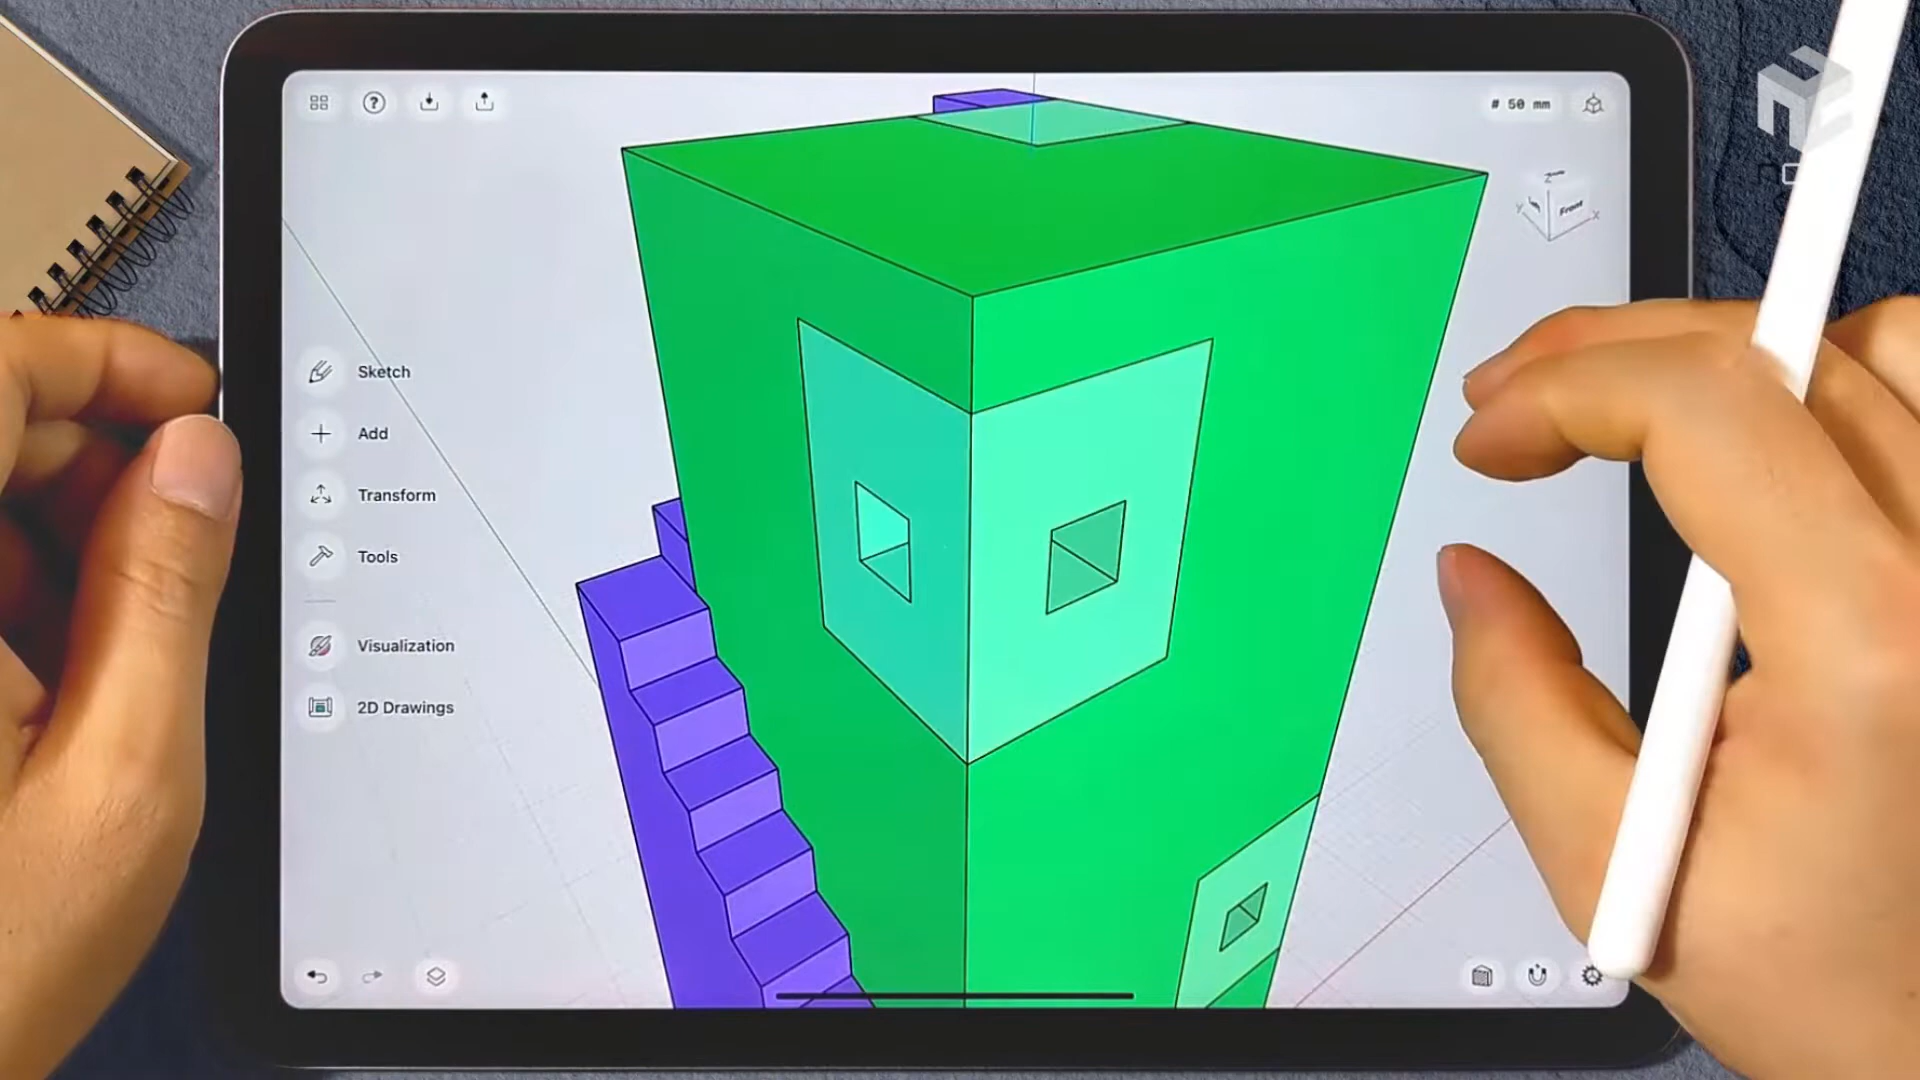 # 50 mm
Z
Front
Y
X
Sketch
Add
Transform
Tools
Visualization
2D Drawings